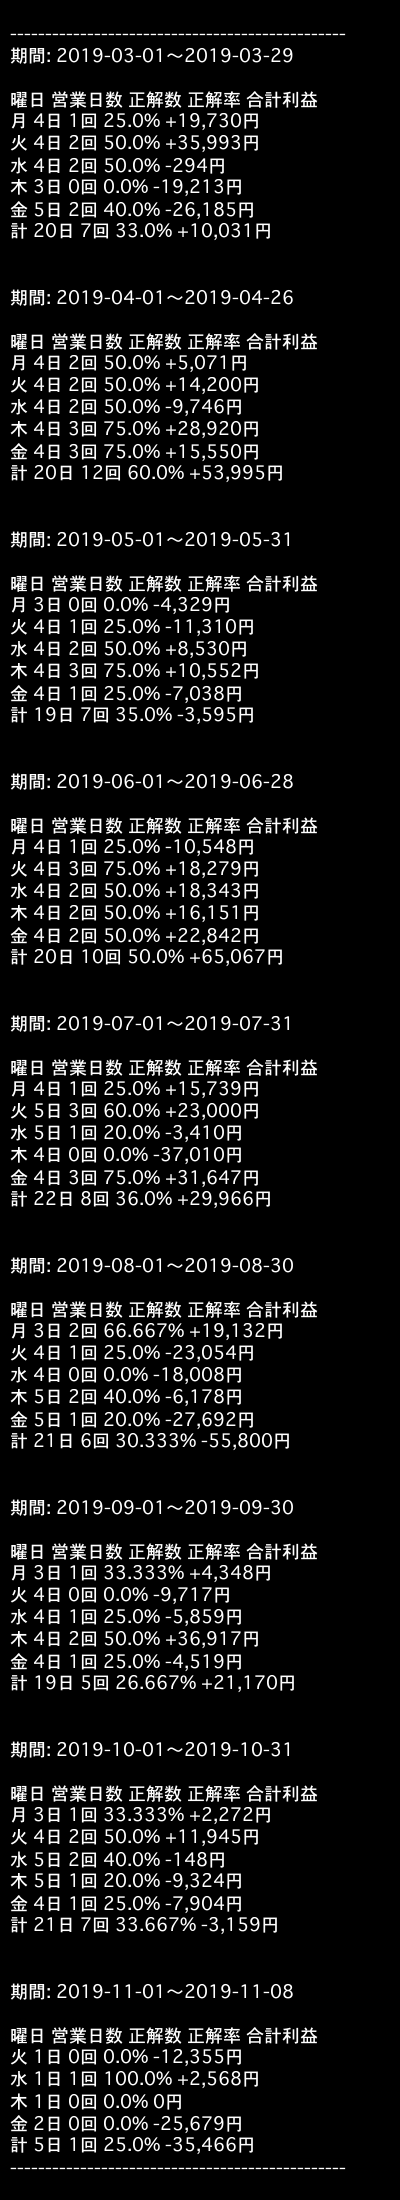 ------------------------------------------------
期間: 2019-03-01〜2019-03-29
曜日 営業日数 正解数 正解率 合計利益
月 4日 1回 25.0% +19,730円
火 4日 2回 50.0% +35,993円
水 4日 2回 50.0% -294円
木 3日 0回 0.0% -19,213円
金 5日 2回 40.0% -26,185円
計 20日 7回 33.0% +10,031円
期間: 2019-04-01〜2019-04-26
曜日 営業日数 正解数 正解率 合計利益
月 4日 2回 50.0% +5,071円
火 4日 2回 50.0% +14,200円
水 4日 2回 50.0% -9,746円
木 4日 3回 75.0% +28,920円
金 4日 3回 75.0% +15,550円
計 20日 12回 60.0% +53,995円
期間: 2019-05-01〜2019-05-31
曜日 営業日数 正解数 正解率 合計利益
月 3日 0回 0.0% -4,329円
火 4日 1回 25.0% -11,310円
水 4日 2回 50.0% +8,530円
木 4日 3回 75.0% +10,552円
金 4日 1回 25.0% -7,038円
計 19日 7回 35.0% -3,595円
期間: 2019-06-01〜2019-06-28
曜日 営業日数 正解数 正解率 合計利益
月 4日 1回 25.0% -10,548円
火 4日 3回 75.0% +18,279円
水 4日 2回 50.0% +18,343円
木 4日 2回 50.0% +16,151円
金 4日 2回 50.0% +22,842円
計 20日 10回 50.0% +65,067円
期間: 2019-07-01〜2019-07-31
曜日 営業日数 正解数 正解率 合計利益
月 4日 1回 25.0% +15,739円
火 5日 3回 60.0% +23,000円
水 5日 1回 20.0% -3,410円
木 4日 0回 0.0% -37,010円
金 4日 3回 75.0% +31,647円
計 22日 8回 36.0% +29,966円
期間: 2019-08-01〜2019-08-30
曜日 営業日数 正解数 正解率 合計利益
月 3日 2回 66.667% +19,132円
火 4日 1回 25.0% -23,054円
水 4日 0回 0.0% -18,008円
木 5日 2回 40.0% -6,178円
金 5日 1回 20.0% -27,692円
計 21日 6回 30.333% -55,800円
期間: 2019-09-01〜2019-09-30
曜日 営業日数 正解数 正解率 合計利益
月 3日 1回 33.333% +4,348円
火 4日 0回 0.0% -9,717円
水 4日 1回 25.0% -5,859円
木 4日 2回 50.0% +36,917円
金 4日 1回 25.0% -4,519円
計 19日 5回 26.667% +21,170円
期間: 2019-10-01〜2019-10-31
曜日 営業日数 正解数 正解率 合計利益
月 3日 1回 33.333% +2,272円
火 4日 2回 50.0% +11,945円
水 5日 2回 40.0% -148円
木 5日 1回 20.0% -9,324円
金 4日 1回 25.0% -7,904円
計 21日 7回 33.667% -3,159円
期間: 2019-11-01〜2019-11-08
曜日 営業日数 正解数 正解率 合計利益
火 1日 0回 0.0% -12,355円
水 1日 1回 100.0% +2,568円
木 1日 0回 0.0% 0円
金 2日 0回 0.0% -25,679円
計 5日 1回 25.0% -35,466円
------------------------------------------------